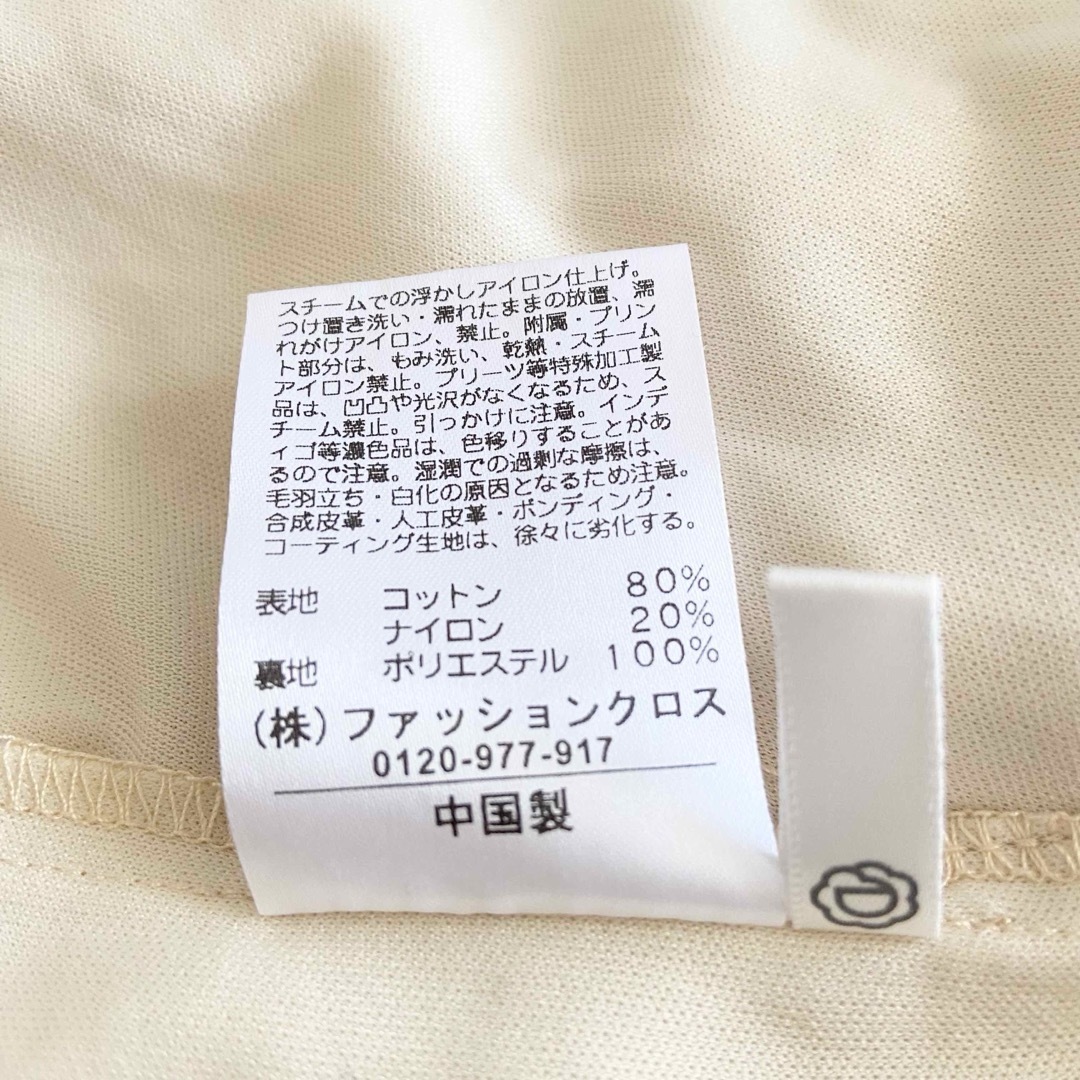 スチームでの浮かしアイロン仕上げ。
つけ置き洗い・濡れたままの放置、濡
れがけアイロン、禁止。附属・プリン
ト部分は、もみ洗い、乾熱・スチーム
アイロン禁止。プリーツ等特殊加工製
品は、凹凸や光沢がなくなるため、ス
チーム禁止。引っかけに注意。インデ
ィゴ等濃色品は、色移りすることがあ
るので注意。湿潤での過剰な摩擦は、
毛羽立ち・白化の原因となるため注意。
合成皮革・人工皮革・ボンディング・
コーティング生地は、徐々に劣化する。
表地 コットン 80%
ナイロン 20%
裏地 ポリエステル 100%
(株)ファッションクロス
0120-977-917
中国製